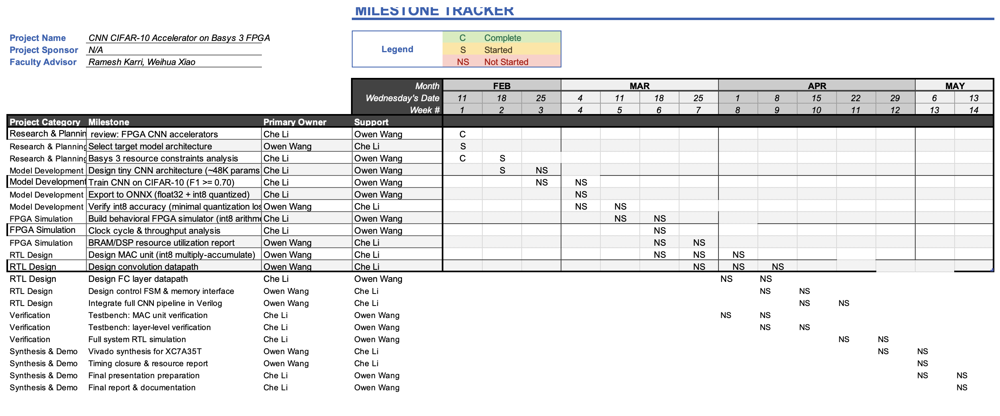 MILESTONE TRACKER
Project Name CNN CIFAR-10 Accelerator on Basys 3 FPGA
Project Sponsor N/A
Faculty Advisor Ramesh Karri, Weihua Xiao
Legend
C Complete
S Started
NS Not Started
Month FEB MAR APR MAY
Wednesday's Date 11 18 25 4 11 18 25 1 8 15 22 29 6 13
Week # 1 2 3 4 5 6 7 8 9 10 11 12 13 14
Project Category Milestone Primary Owner Support
Research & Plannin review: FPGA CNN accelerators Che Li Owen Wang C
Research & Planning Select target model architecture Owen Wang Che Li S
Research & Planning Basys 3 resource constraints analysis Che Li Owen Wang C S
Model Development Design tiny CNN architecture (~48K params Che Li Owen Wang S NS
Model Development Train CNN on CIFAR-10 (F1 >= 0.70) Che Li Owen Wang NS NS
Model Development Export to ONNX (float32 + int8 quantized) Che Li Owen Wang NS
Model Development Verify int8 accuracy (minimal quantization los Owen Wang Che Li NS NS
FPGA Simulation Build behavioral FPGA simulator (int8 arithme Che Li Owen Wang NS NS
FPGA Simulation Clock cycle & throughput analysis Che Li Owen Wang NS
FPGA Simulation BRAM/DSP resource utilization report Owen Wang Che Li NS NS
RTL Design Design MAC unit (int8 multiply-accumulate) Owen Wang Che Li NS NS NS
RTL Design Design convolution datapath Owen Wang Che Li NS NS NS
RTL Design Design FC layer datapath Che Li Owen Wang NS NS
RTL Design Design control FSM & memory interface Owen Wang Che Li NS NS
RTL Design Integrate full CNN pipeline in Verilog Owen Wang Che Li NS NS
Verification Testbench: MAC unit verification Che Li Owen Wang NS NS
Verification Testbench: layer-level verification Che Li Owen Wang NS NS
Verification Full system RTL simulation Che Li Owen Wang NS NS
Synthesis & Demo Vivado synthesis for XC7A35T Owen Wang Che Li NS NS
Synthesis & Demo Timing closure & resource report Owen Wang Che Li NS
Synthesis & Demo Final presentation preparation Che Li Owen Wang NS NS
Synthesis & Demo Final report & documentation Che Li Owen Wang NS